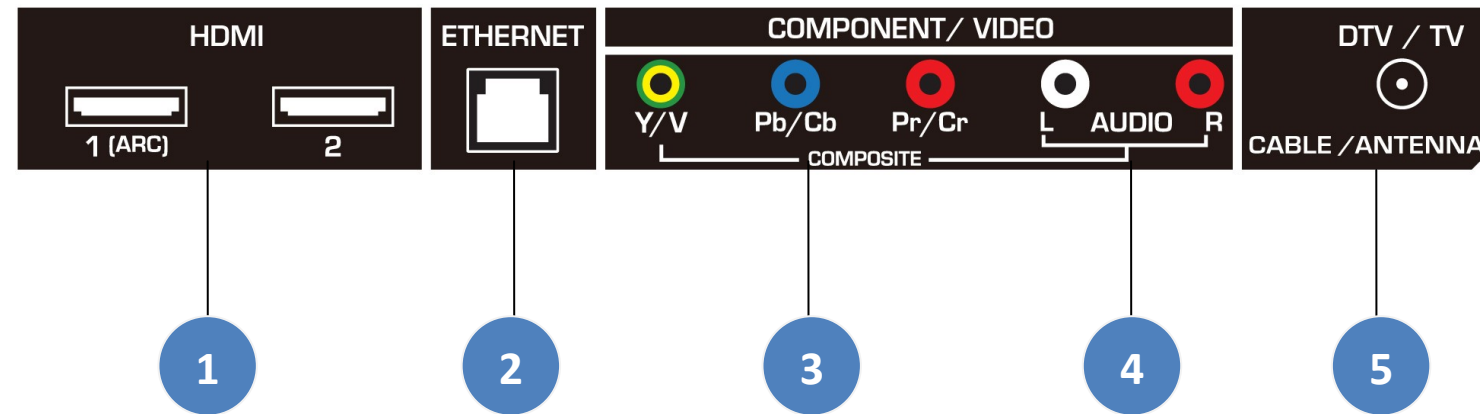 HDMI
1 (ARC)
2
ETHERNET
COMPONENT/ VIDEO
Y/V
Pb/Cb
Pr/Cr
L
AUDIO
R
COMPOSITE
DTV / TV
CABLE/ANTENNA
1
2
3
4
5